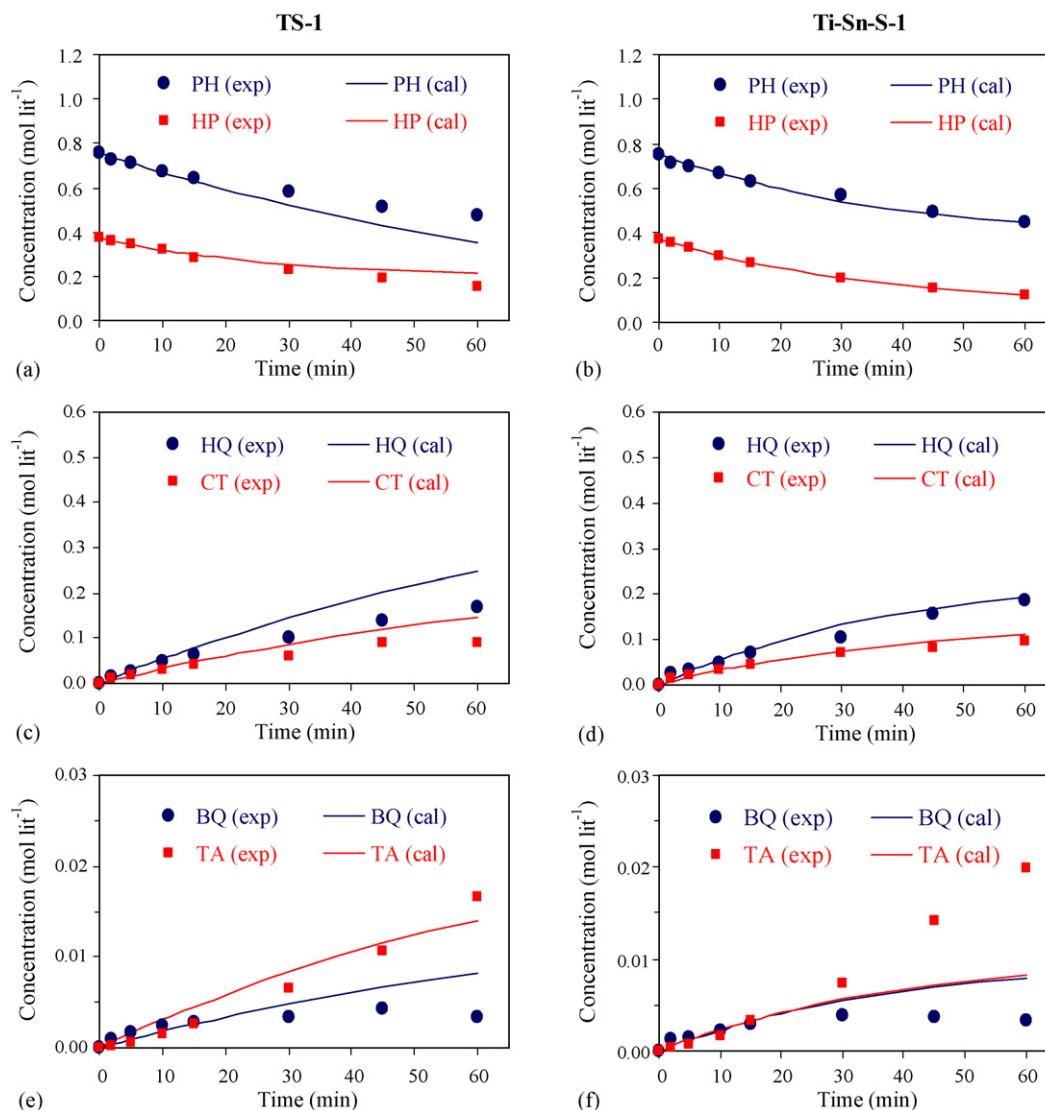 TS-1
Ti-Sn-S-1
Concentration (mol lit⁻¹)
1.2
1.0
0.8
0.6
0.4
0.2
0.0
PH (exp)
PH (cal)
HP (exp)
HP (cal)
0 10 20 30 40 50 60
Time (min)
(a)
Concentration (mol lit⁻¹)
1.2
1.0
0.8
0.6
0.4
0.2
0.0
PH (exp)
PH (cal)
HP (exp)
HP (cal)
0 10 20 30 40 50 60
Time (min)
(b)
Concentration (mol lit⁻¹)
0.6
0.5
0.4
0.3
0.2
0.1
0.0
HQ (exp)
HQ (cal)
CT (exp)
CT (cal)
0 10 20 30 40 50 60
Time (min)
(c)
Concentration (mol lit⁻¹)
0.6
0.5
0.4
0.3
0.2
0.1
0.0
HQ (exp)
HQ (cal)
CT (exp)
CT (cal)
0 10 20 30 40 50 60
Time (min)
(d)
Concentration (mol lit⁻¹)
0.03
0.02
0.01
0.00
BQ (exp)
BQ (cal)
TA (exp)
TA (cal)
0 10 20 30 40 50 60
Time (min)
(e)
Concentration (mol lit⁻¹)
0.03
0.02
0.01
0.00
BQ (exp)
BQ (cal)
TA (exp)
TA (cal)
0 10 20 30 40 50 60
Time (min)
(f)